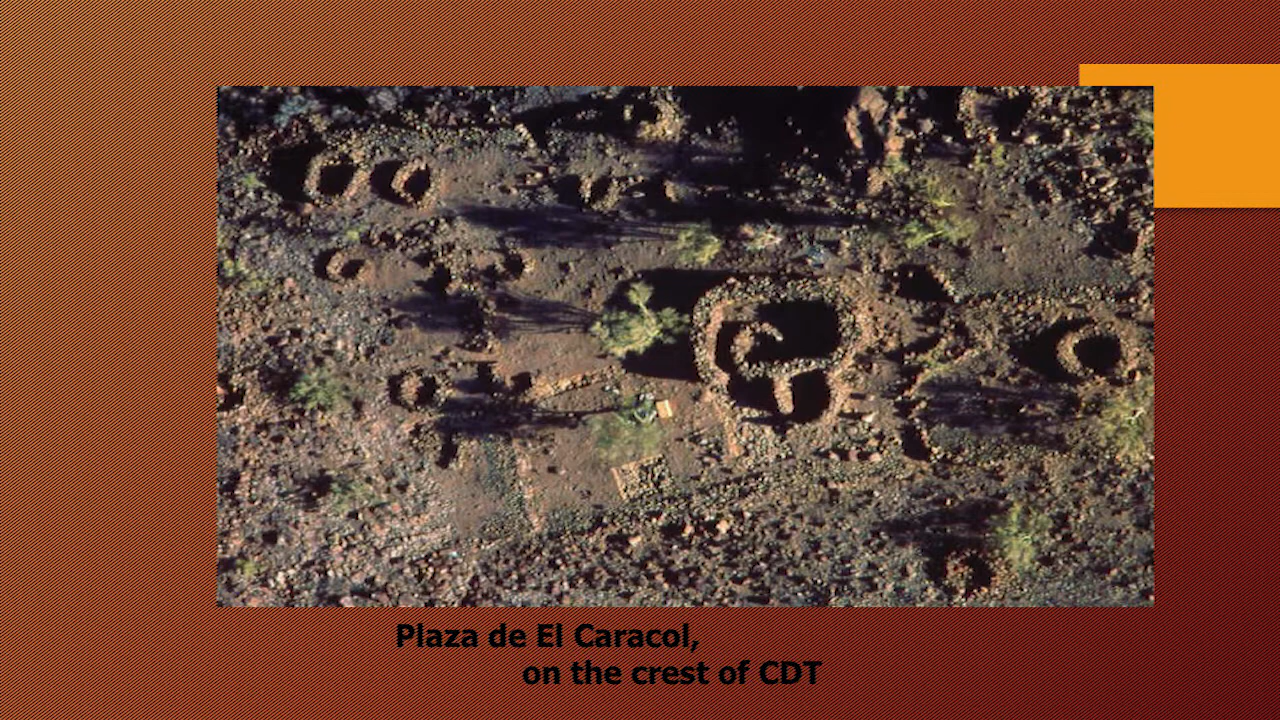 Plaza de El Caracol,
on the crest of CDT